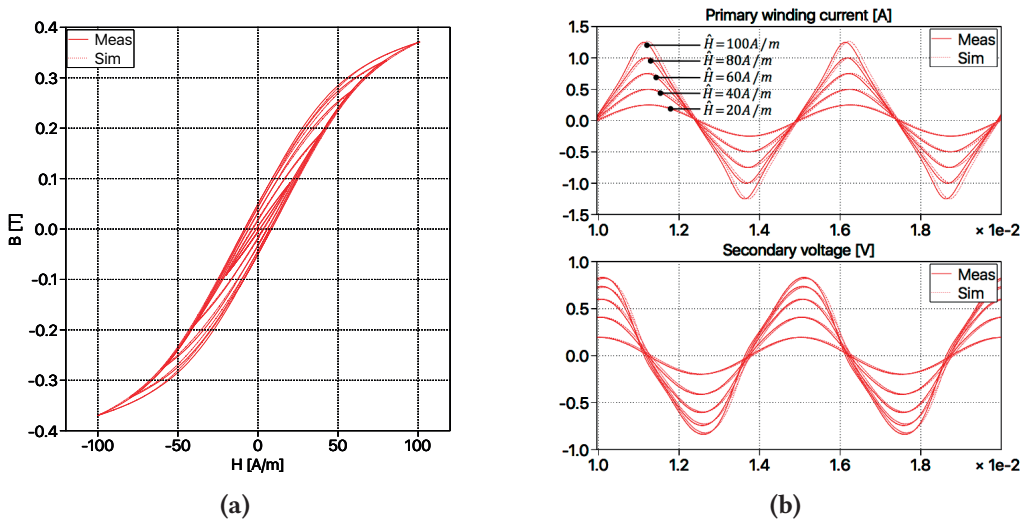 0.4
Meas
Sim
0.3
0.2
0.1
0.0
-0.1
-0.2
-0.3
-0.4
B [T]
-100 -50 0 50 100
H [A/m]
(a)
Primary winding current [A]
1.5
1.0
0.5
0.0
-0.5
-1.0
-1.5
Meas
Sim
Ĥ=100A/m
Ĥ=80A/m
Ĥ=60A/m
Ĥ=40A/m
Ĥ=20A/m
1.0 1.2 1.4 1.6 1.8 × 1e-2
Secondary voltage [V]
1.0
0.5
0.0
-0.5
-1.0
Meas
Sim
1.0 1.2 1.4 1.6 1.8 × 1e-2
(b)